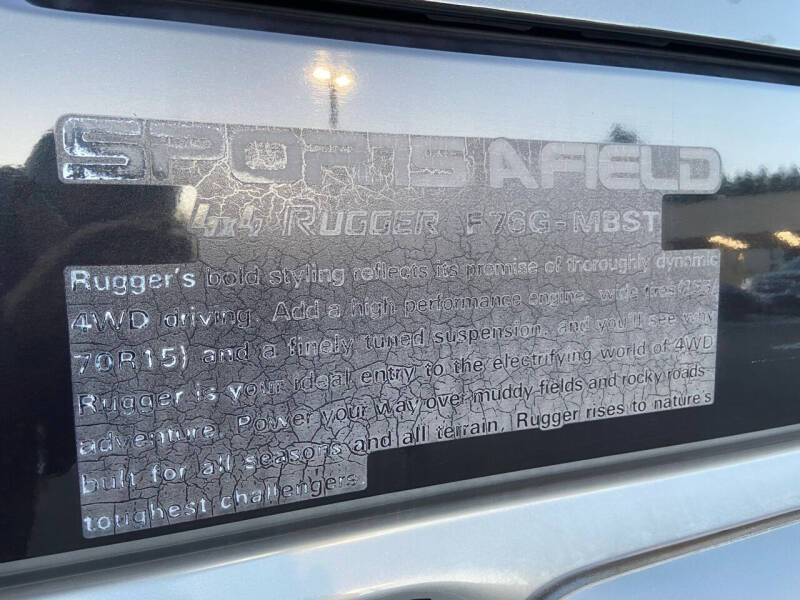 SPORTS AFIELD
4x4 RUGGER F76G-MBST
Rugger's bold styling reflects its promise of thoroughly dynamic
4WD driving. Add a high performance engine, wide tires
70R15) and a finely tuned suspension, and you'll see why
Rugger is your ideal entry to the electrifying world of 4WD
adventure. Power your way over muddy fields and rocky roads
built for all seasons and all terrain, Rugger rises to nature's
toughest challengers.